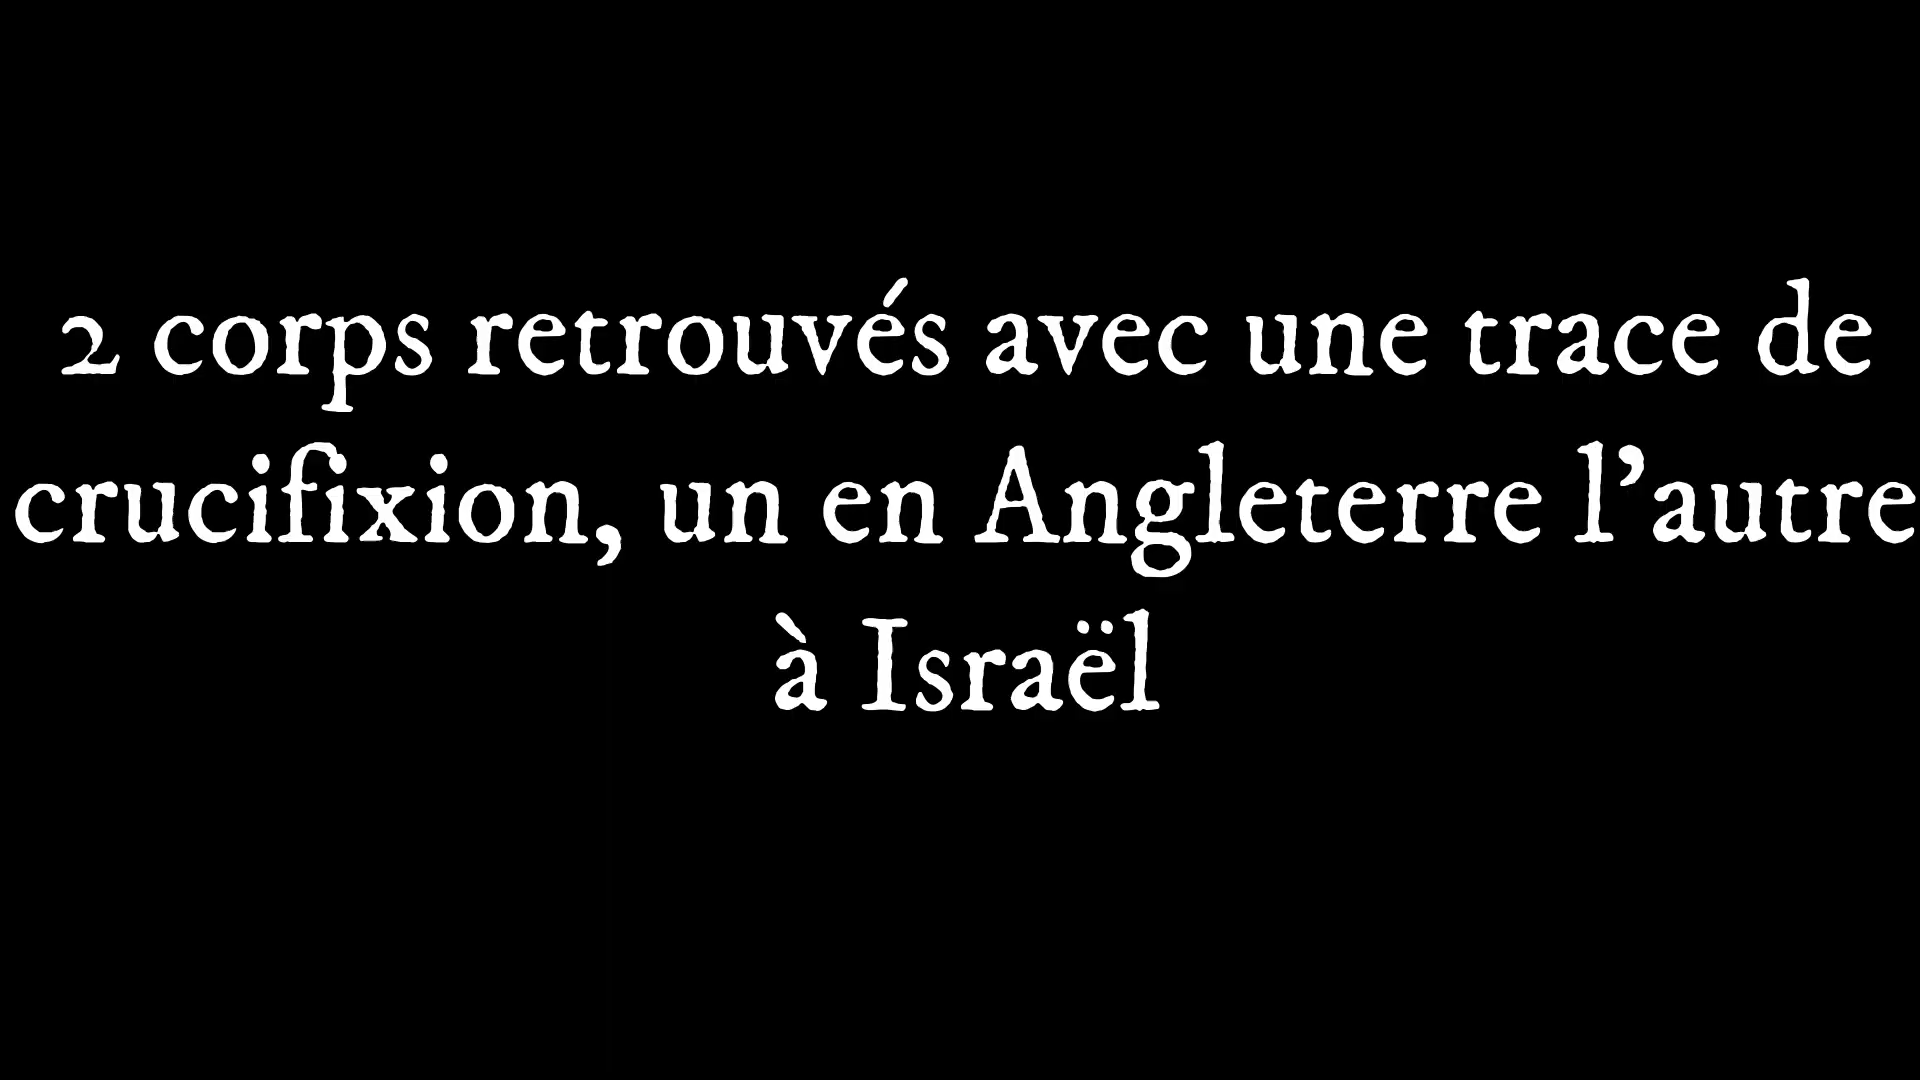 2 corps retrouvés avec une trace de
crucifixion, un en Angleterre l’autre
à Israël